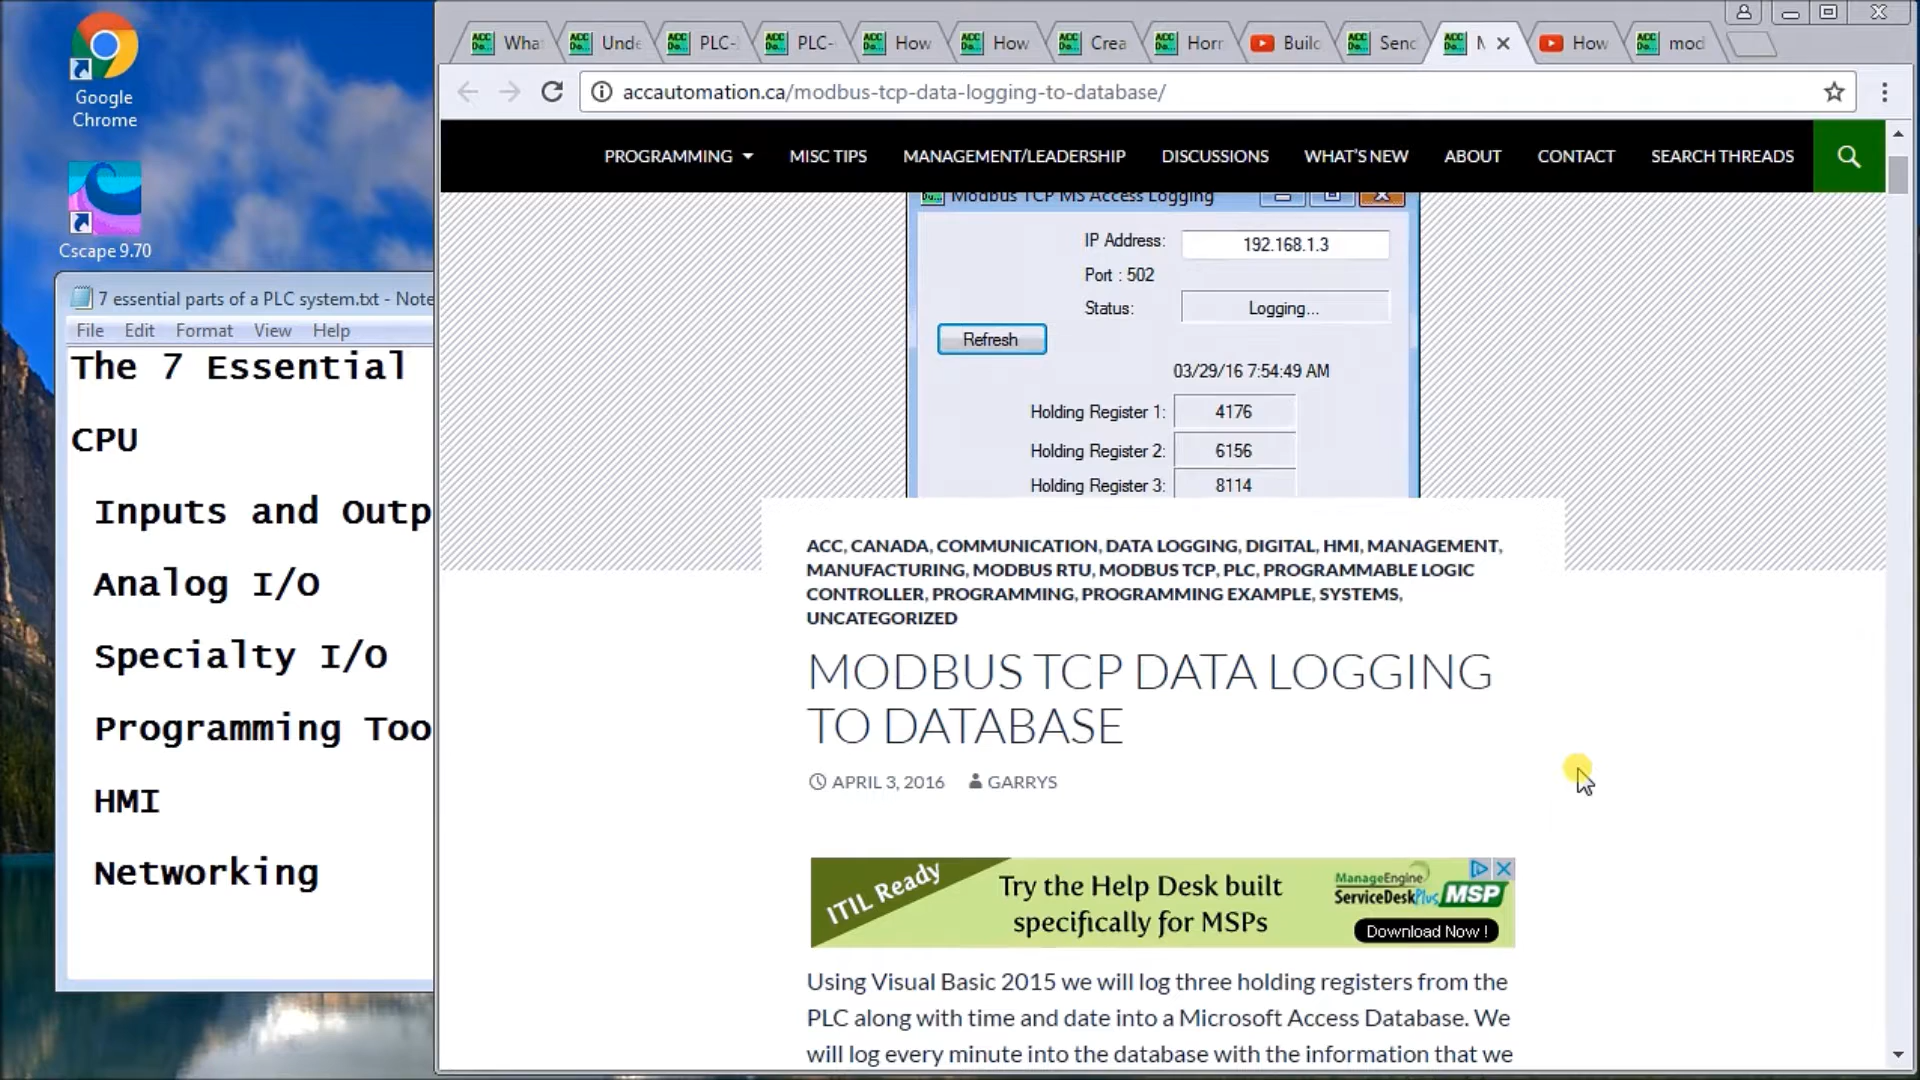 Google
Chrome
Cscape 9.70
7 essential parts of a PLC system.txt - Note
File Edit Format View Help
The 7 Essential
CPU
Inputs and Outp
Analog I/O
Specialty I/O
Programming Too
HMI
Networking
What
Unde
PLC-
PLC-
How
How
Crea
Horr
Build
Senc
How
mod
accautomation.ca/modbus-tcp-data-logging-to-database/
PROGRAMMING MISC TIPS MANAGEMENT/LEADERSHIP DISCUSSIONS WHAT'S NEW ABOUT CONTACT SEARCH THREADS
Modbus TCP MS Access Logging
IP Address: 192.168.1.3
Port : 502
Status: Logging...
Refresh
03/29/16 7:54:49 AM
Holding Register 1: 4176
Holding Register 2: 6156
Holding Register 3: 8114
ACC, CANADA, COMMUNICATION, DATA LOGGING, DIGITAL, HMI, MANAGEMENT,
MANUFACTURING, MODBUS RTU, MODBUS TCP, PLC, PROGRAMMABLE LOGIC
CONTROLLER, PROGRAMMING, PROGRAMMING EXAMPLE, SYSTEMS,
UNCATEGORIZED
MODBUS TCP DATA LOGGING
TO DATABASE
APRIL 3, 2016 GARRYS
ITIL Ready
Try the Help Desk built
specifically for MSPs
ManageEngine
ServiceDesk Plus MSP
Download Now !
Using Visual Basic 2015 we will log three holding registers from the
PLC along with time and date into a Microsoft Access Database. We
will log every minute into the database with the information that we